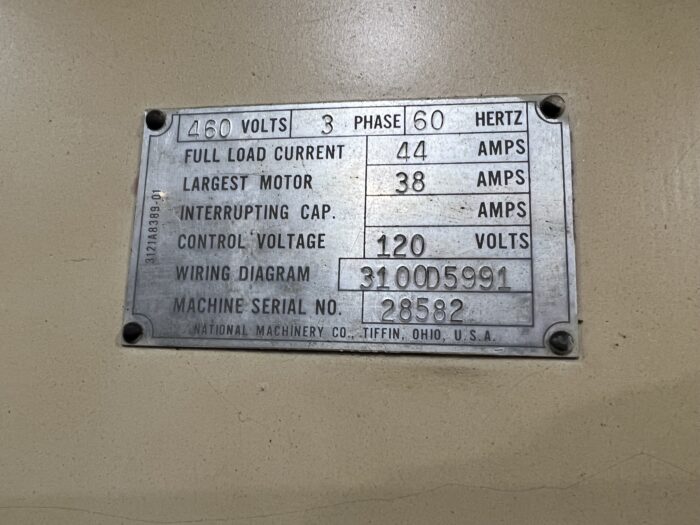 460 VOLTS 3 PHASE 60 HERTZ
FULL LOAD CURRENT 44 AMPS
LARGEST MOTOR 38 AMPS
INTERRUPTING CAP. AMPS
CONTROL VOLTAGE 120 VOLTS
WIRING DIAGRAM 3100D5991
MACHINE SERIAL NO. 28582
NATIONAL MACHINERY CO., TIFFIN, OHIO, U.S.A.
3121A8389-01